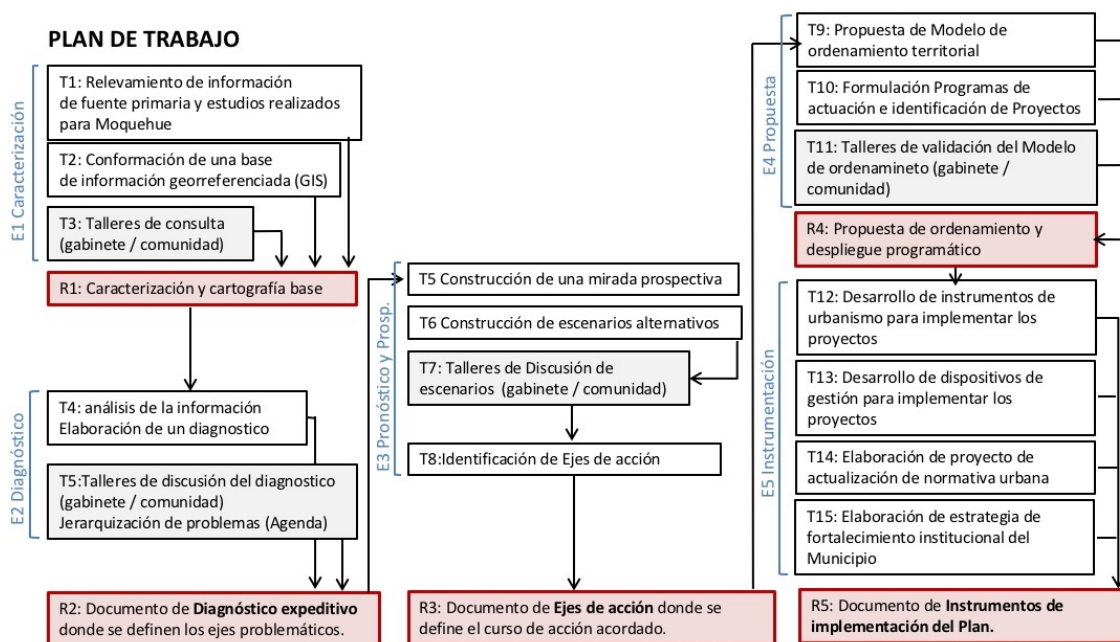 PLAN DE TRABAJO
E1 Caracterización
T1: Relevamiento de información
de fuente primaria y estudios realizados
para Moquehue
T2: Conformación de una base
de información georreferenciada (GIS)
T3: Talleres de consulta
(gabinete / comunidad)
R1: Caracterización y cartografía base
E2 Diagnóstico
T4: análisis de la información
Elaboración de un diagnostico
T5:Talleres de discusión del diagnostico
(gabinete / comunidad)
Jerarquización de problemas (Agenda)
R2: Documento de Diagnóstico expeditivo
donde se definen los ejes problemáticos.
E3 Pronóstico y Prosp.
T5 Construcción de una mirada prospectiva
T6 Construcción de escenarios alternativos
T7: Talleres de Discusión de
escenarios (gabinete / comunidad)
T8:Identificación de Ejes de acción
R3: Documento de Ejes de acción donde se
define el curso de acción acordado.
E4 Propuesta
T9: Propuesta de Modelo de
ordenamiento territorial
T10: Formulación Programas de
actuación e identificación de Proyectos
T11: Talleres de validación del Modelo
de ordenamineto (gabinete /
comunidad)
R4: Propuesta de ordenamiento y
despliegue programático
E5 Instrumentación
T12: Desarrollo de instrumentos de
urbanismo para implementar los
proyectos
T13: Desarrollo de dispositivos de
gestión para implementar los
proyectos
T14: Elaboración de proyecto de
actualización de normativa urbana
T15: Elaboración de estrategia de
fortalecimiento institucional del
Municipio
R5: Documento de Instrumentos de
implementación del Plan.